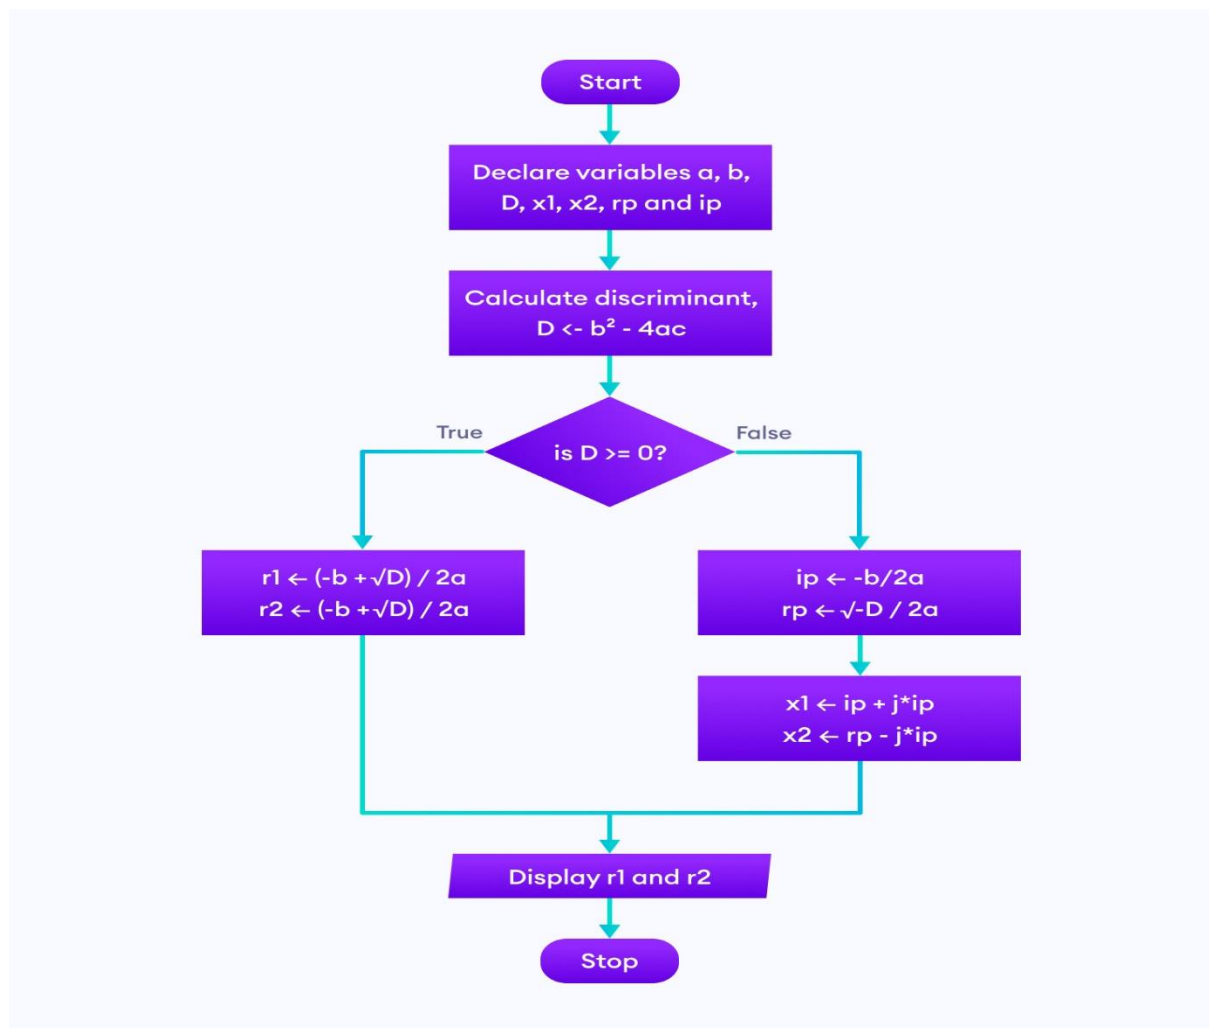 Start
Declare variables a, b,
D, x1, x2, rp and ip
Calculate discriminant,
D <- b² - 4ac
True
False
is D >= 0?
r1 ← (-b + √D) / 2a
r2 ← (-b + √D) / 2a
ip ← -b/2a
rp ← √-D / 2a
x1 ← ip + j*ip
x2 ← rp - j*ip
Display r1 and r2
Stop